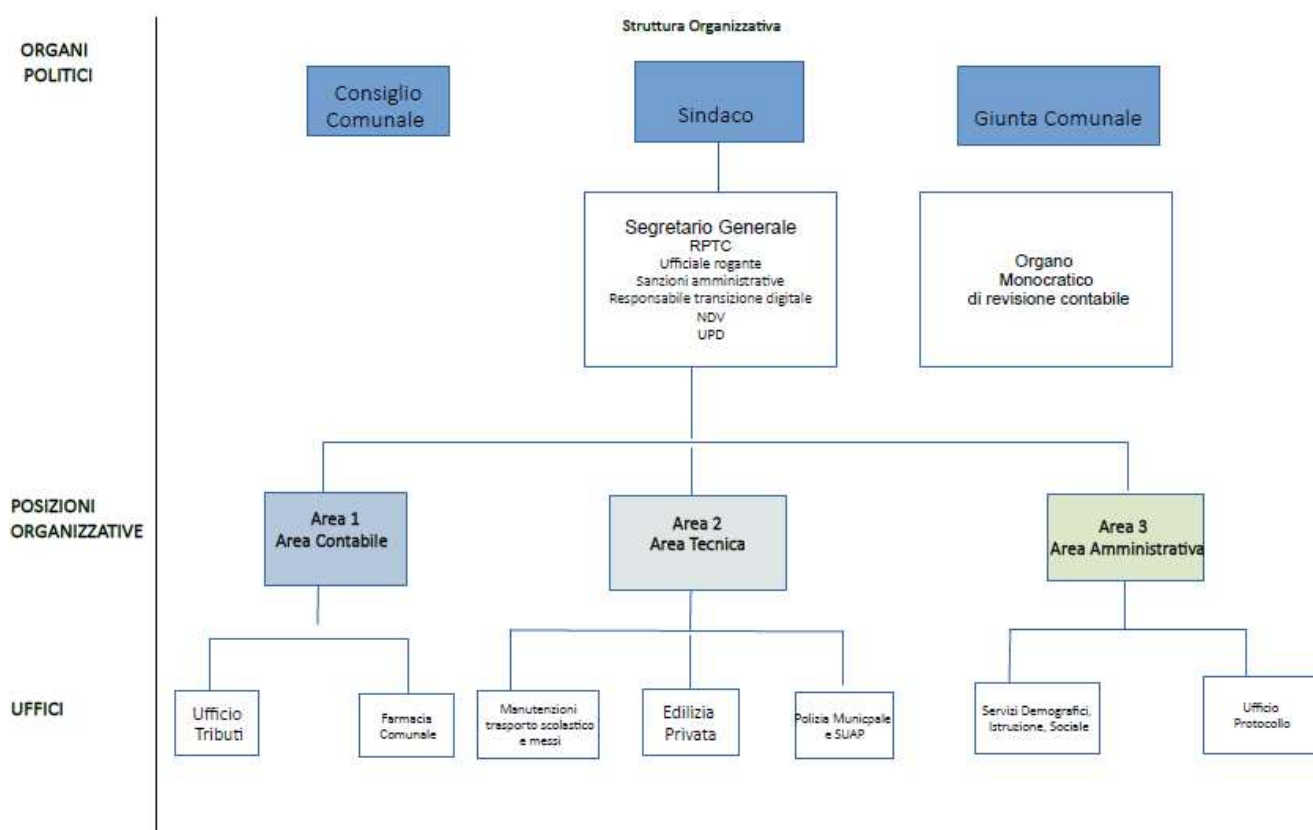 Struttura Organizzativa
ORGANI
POLITICI
Consiglio
Comunale
Sindaco
Giunta Comunale
Segretario Generale
RPTC
Ufficiale rogante
Sanzioni amministrative
Responsabile transizione digitale
NDV
UPD
Organo
Monocratico
di revisione contabile
POSIZIONI
ORGANIZZATIVE
Area 1
Area Contabile
Area 2
Area Tecnica
Area 3
Area Amministrativa
UFFICI
Ufficio
Tributi
Farmacia
Comunale
Manutenzioni
trasporto scolastico
e messi
Edilizia
Privata
Polizia Municpale
e SUAP
Servizi Demografici,
Istruzione, Sociale
Ufficio
Protocollo